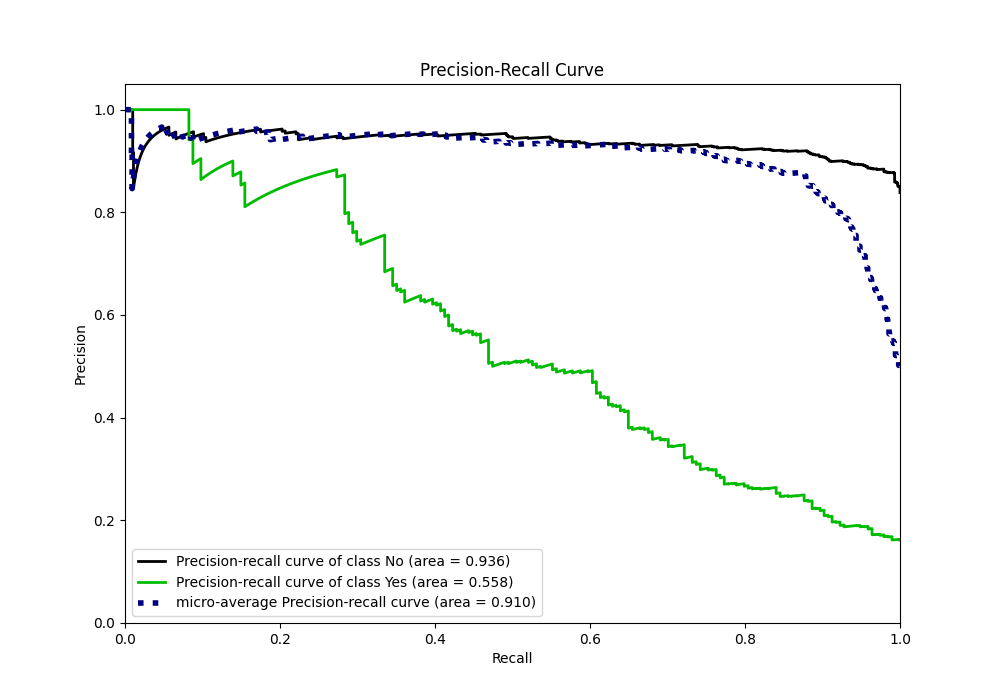 Precision-Recall Curve
1.0
0.8
0.6
0.4
0.2
0.0
Precision
Precision-recall curve of class No (area = 0.936)
Precision-recall curve of class Yes (area = 0.558)
micro-average Precision-recall curve (area = 0.910)
0.0 0.2 0.4 0.6 0.8 1.0
Recall